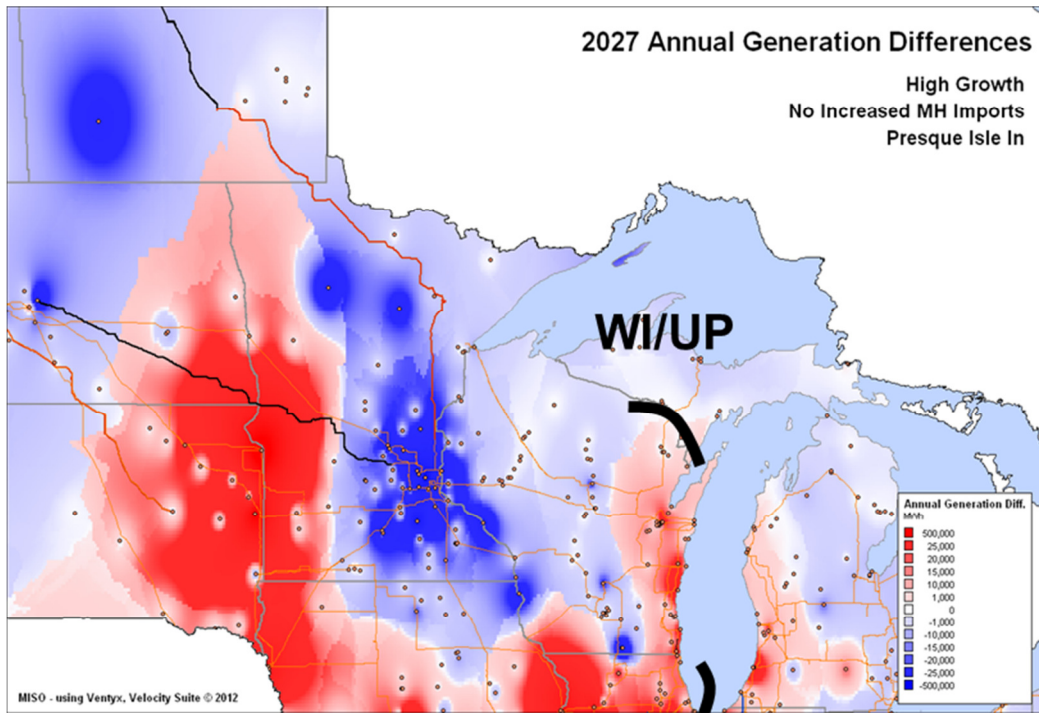 2027 Annual Generation Differences
High Growth
No Increased MH Imports
Presque Isle In
WI/UP
Annual Generation Diff.
500,000
25,000
20,000
15,000
10,000
1,000
0
-1,000
-10,000
-15,000
-20,000
-25,000
-500,000
MISO - using Ventyx, Velocity Suite © 2012